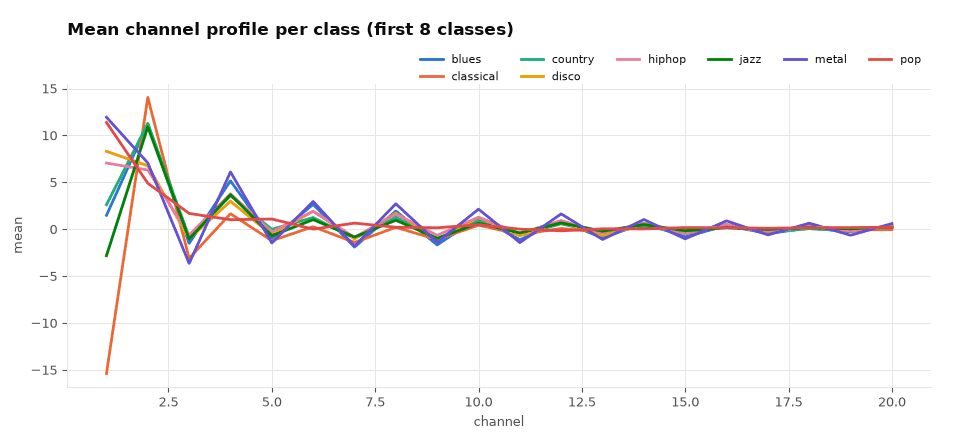 Mean channel profile per class (first 8 classes)
blues country hiphop jazz metal pop
classical disco
15
10
5
0
−5
−10
−15
mean
2.5 5.0 7.5 10.0 12.5 15.0 17.5 20.0
channel